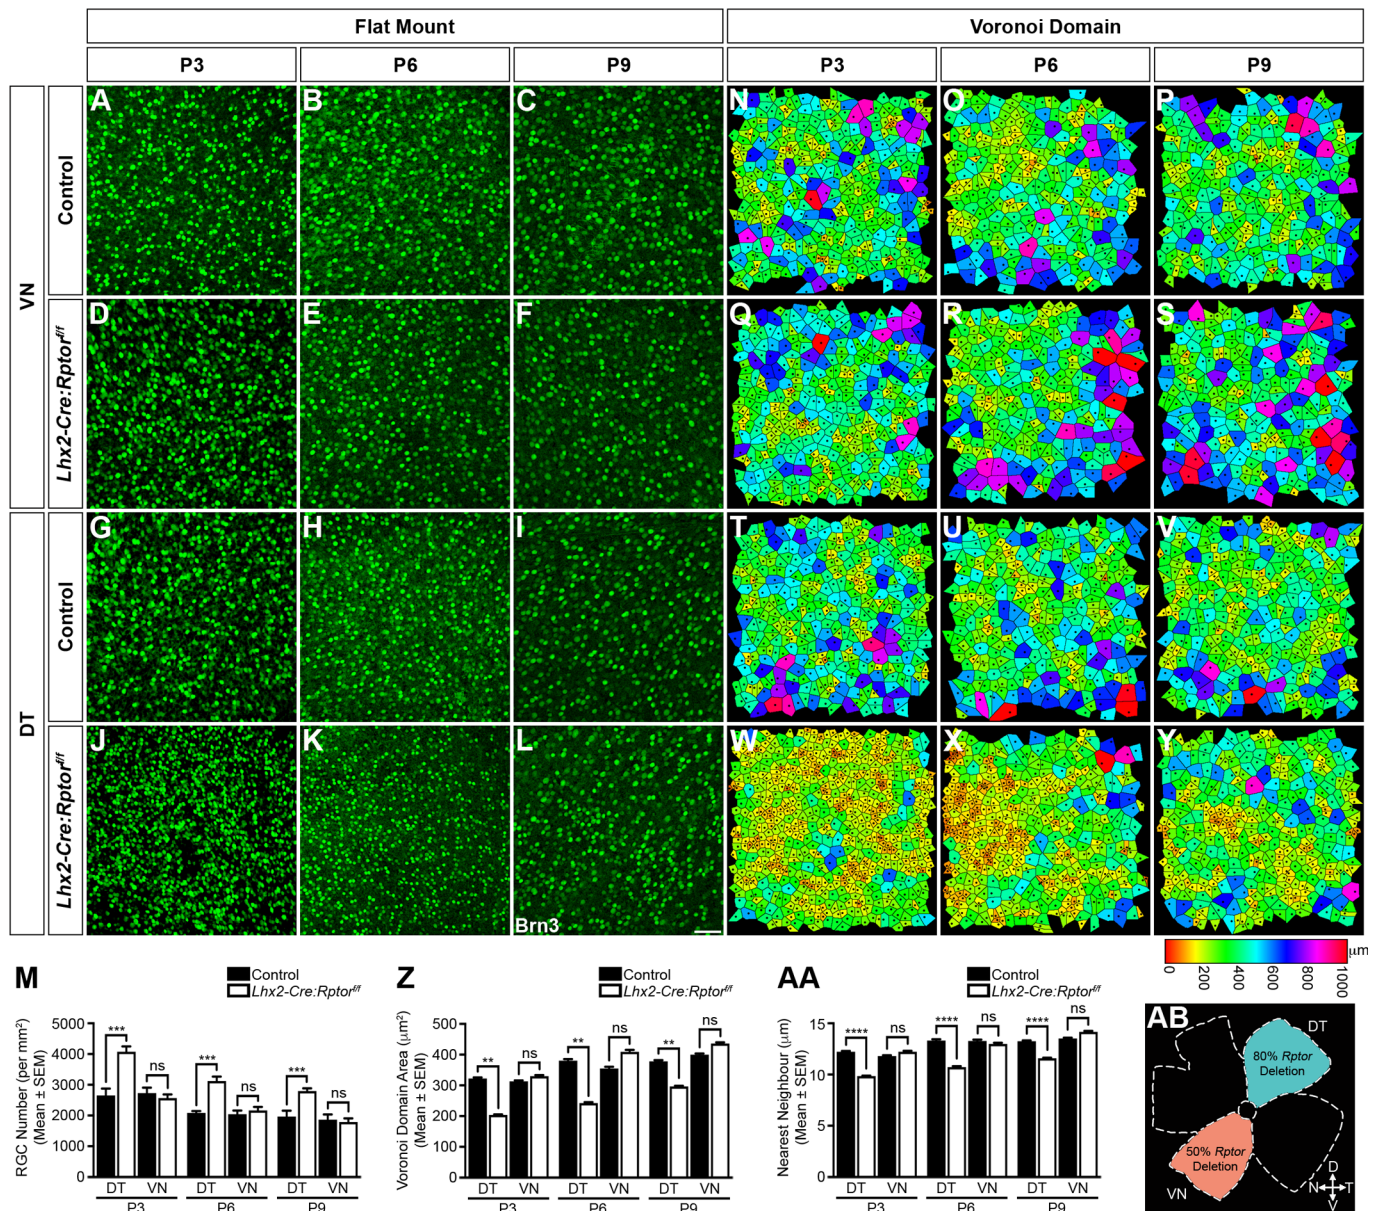 Flat Mount
Voronoi Domain
P3
P6
P9
P3
P6
P9
VN
Control
A
B
C
N
O
P
Lhx2-Cre:Rptorf/f
D
E
F
Q
R
S
DT
Control
G
H
I
T
U
V
Lhx2-Cre:Rptorf/f
J
K
L
W
X
Y
Brn3
0
200
400
600
800
1000
μm
M
Control
Lhx2-Cre:Rptorf/f
RGC Number (per mm²)
(Mean ± SEM)
5000
4000
3000
2000
1000
0
***
ns
***
ns
***
ns
DT
VN
DT
VN
DT
VN
P3
P6
P9
Z
Control
Lhx2-Cre:Rptorf/f
Voronoi Domain Area (μm²)
(Mean ± SEM)
500
400
300
200
100
0
**
ns
**
ns
**
ns
DT
VN
DT
VN
DT
VN
P3
P6
P9
AA
Control
Lhx2-Cre:Rptorf/f
Nearest Neighbour (μm)
(Mean ± SEM)
15
10
5
0
****
ns
****
ns
****
ns
DT
VN
DT
VN
DT
VN
P3
P6
P9
AB
DT
80% Rptor
Deletion
50% Rptor
Deletion
VN
D
N
T
V